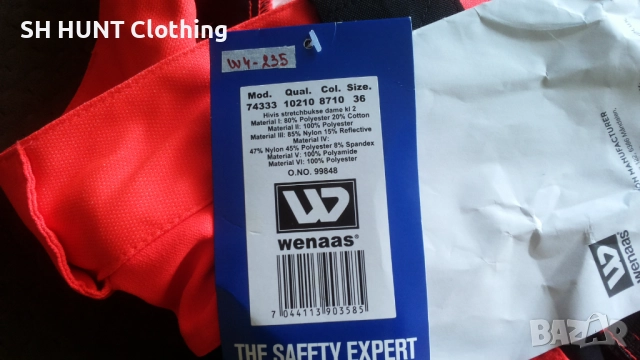 SH HUNT Clothing
W4-235
Mod. Qual. Col. Size.
74333 10210 8710 36
Hivis stretchbukse dame kl 2
Material I: 80% Polyester 20% Cotton
Material II: 100% Polyester
Material III: 85% Nylon 15% Reflective
Material IV:
47% Nylon 45% Polyester 8% Spandex
Material V: 100% Polyamide
Material VI: 100% Polyester
O.NO. 99848
wenaas®
7 044113 903585
THE SAFETY EXPERT
H MANUFACTURER
wenaas
BAZAR